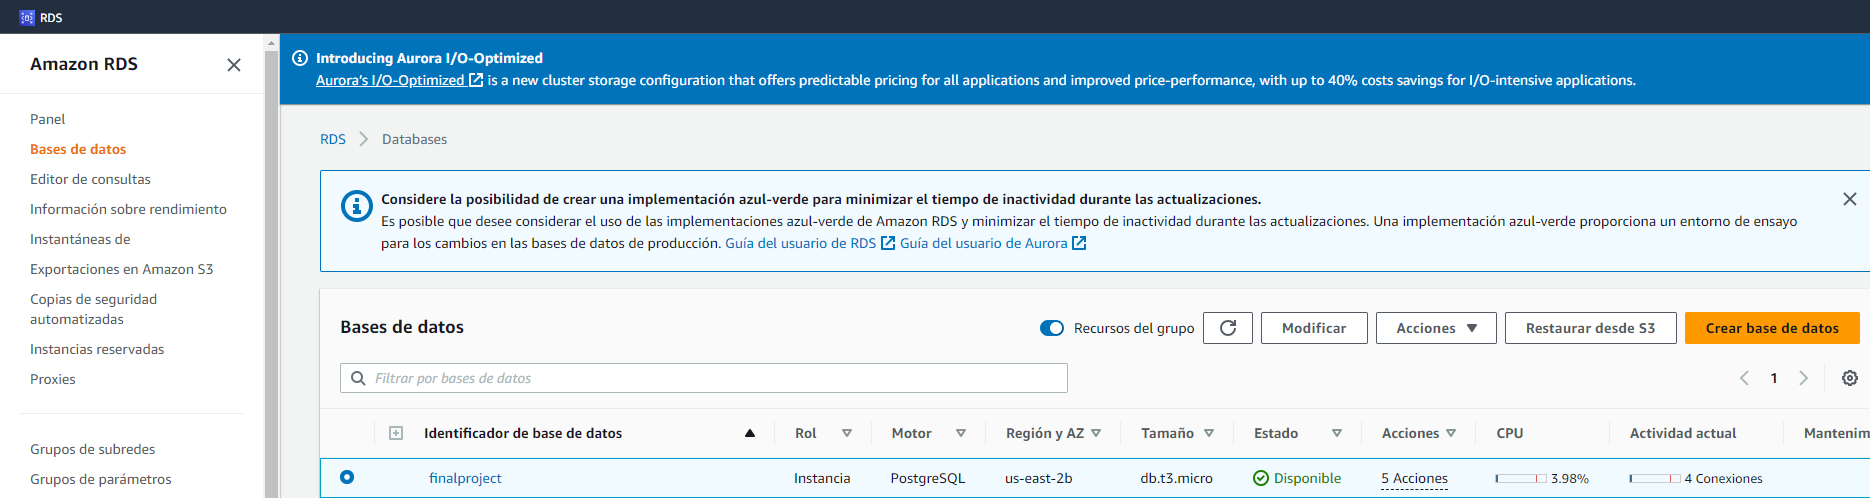 RDS
Amazon RDS
Panel
Bases de datos
Editor de consultas
Información sobre rendimiento
Instantáneas de
Exportaciones en Amazon S3
Copias de seguridad
automatizadas
Instancias reservadas
Proxies
Grupos de subredes
Grupos de parámetros
Introducing Aurora I/O-Optimized
Aurora's I/O-Optimized is a new cluster storage configuration that offers predictable pricing for all applications and improved price-performance, with up to 40% costs savings for I/O-intensive applications.
RDS Databases
Considere la posibilidad de crear una implementación azul-verde para minimizar el tiempo de inactividad durante las actualizaciones.
Es posible que desee considerar el uso de las implementaciones azul-verde de Amazon RDS y minimizar el tiempo de inactividad durante las actualizaciones. Una implementación azul-verde proporciona un entorno de ensayo
para los cambios en las bases de datos de producción. Guía del usuario de RDS Guía del usuario de Aurora
Bases de datos Recursos del grupo Modificar Acciones Restaurar desde S3 Crear base de datos
Filtrar por bases de datos 1
Identificador de base de datos Rol Motor Región y AZ Tamaño Estado Acciones CPU Actividad actual Mantenim
finalproject Instancia PostgreSQL us-east-2b db.t3.micro Disponible 5 Acciones 3.98% 4 Conexiones